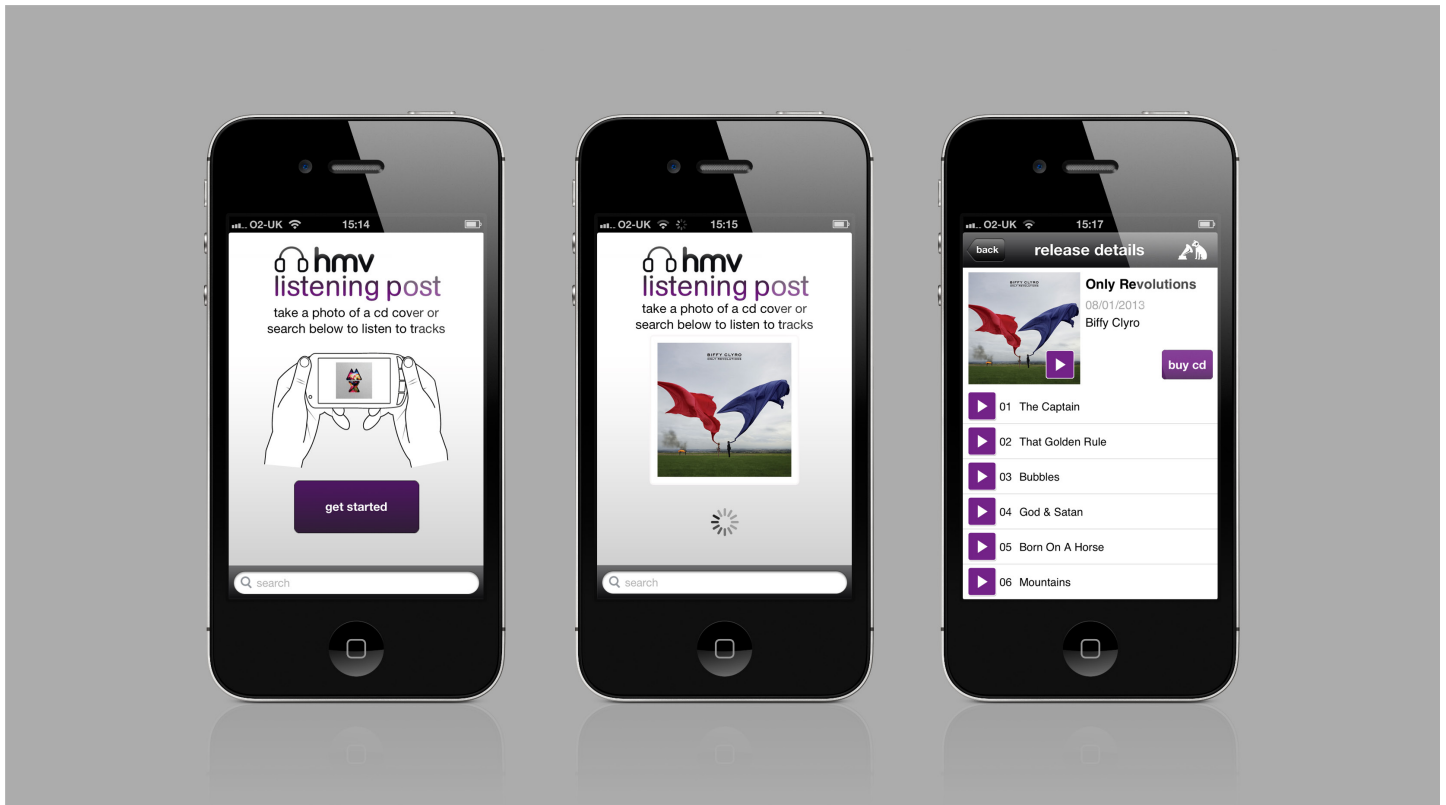 O2-UK 15:14
hmv
listening post
take a photo of a cd cover or
search below to listen to tracks
get started
search
O2-UK 15:15
hmv
listening post
take a photo of a cd cover or
search below to listen to tracks
BIFFY CLYRO
ONLY REVOLUTIONS
search
O2-UK 15:17
back release details
BIFFY CLYRO
ONLY REVOLUTIONS
Only Revolutions
08/01/2013
Biffy Clyro
buy cd
01 The Captain
02 That Golden Rule
03 Bubbles
04 God & Satan
05 Born On A Horse
06 Mountains